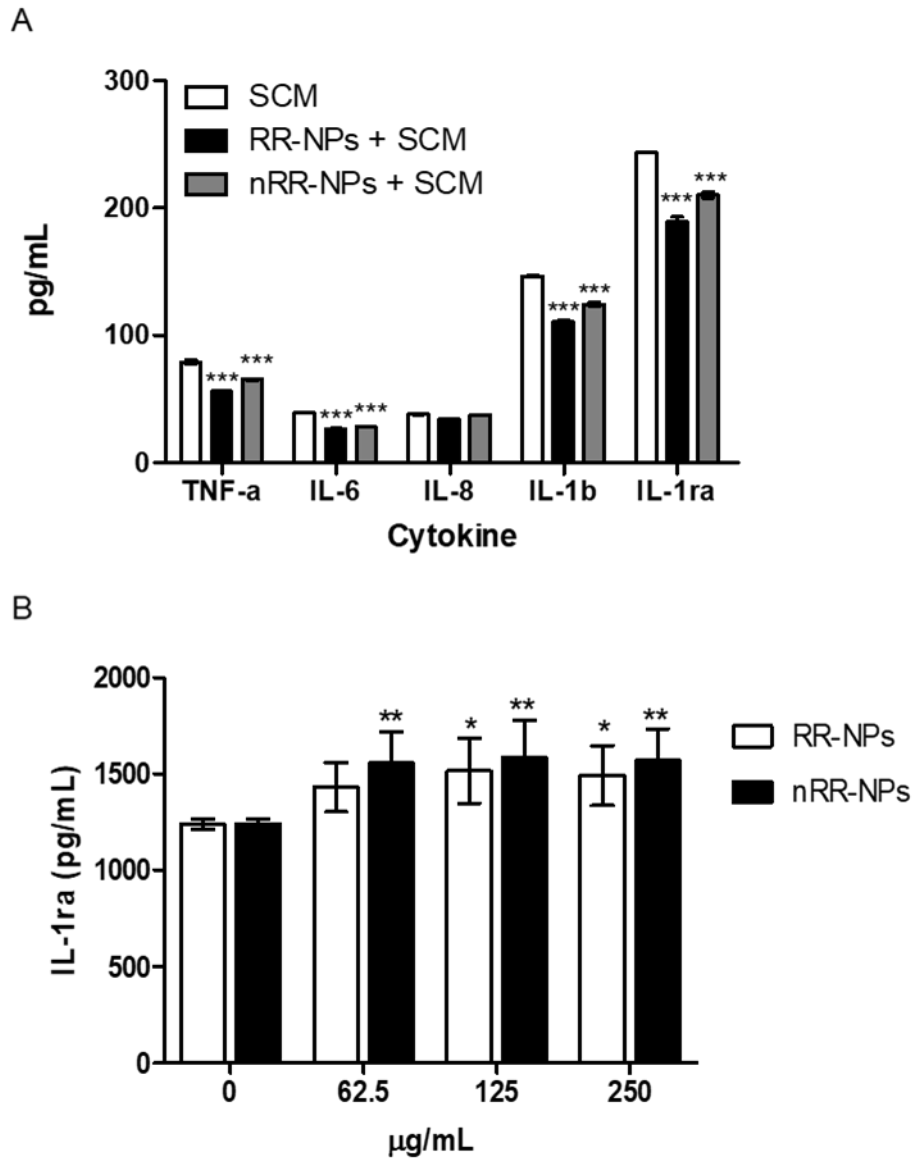 A
300
200
100
0
pg/mL
SCM
RR-NPs + SCM
nRR-NPs + SCM
*** ***
*** ***
*** ***
*** ***
TNF-a IL-6 IL-8 IL-1b IL-1ra
Cytokine
B
2000
1500
1000
500
0
IL-1ra (pg/mL)
** * ** * **
RR-NPs
nRR-NPs
0 62.5 125 250
µg/mL